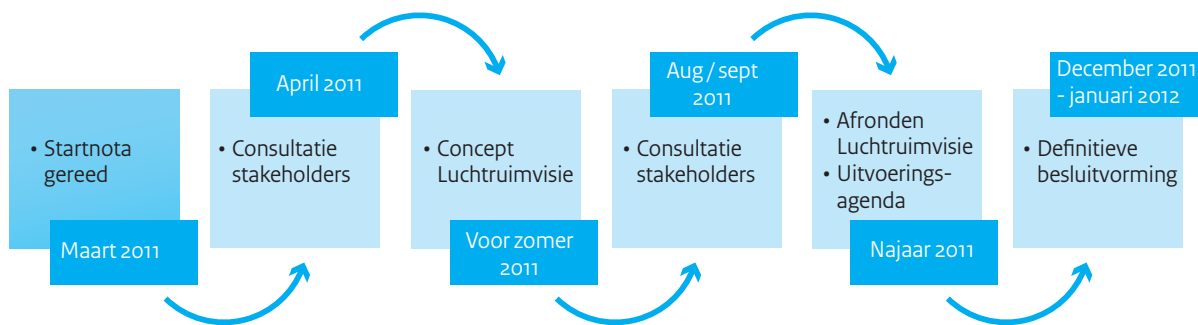 • Startnota
gereed
Maart 2011
April 2011
• Consultatie
stakeholders
• Concept
Luchtruimvisie
Voor zomer
2011
Aug / sept
2011
• Consultatie
stakeholders
• Afronden
Luchtruimvisie
• Uitvoerings-
agenda
Najaar 2011
December 2011
- januari 2012
• Definitieve
besluitvorming